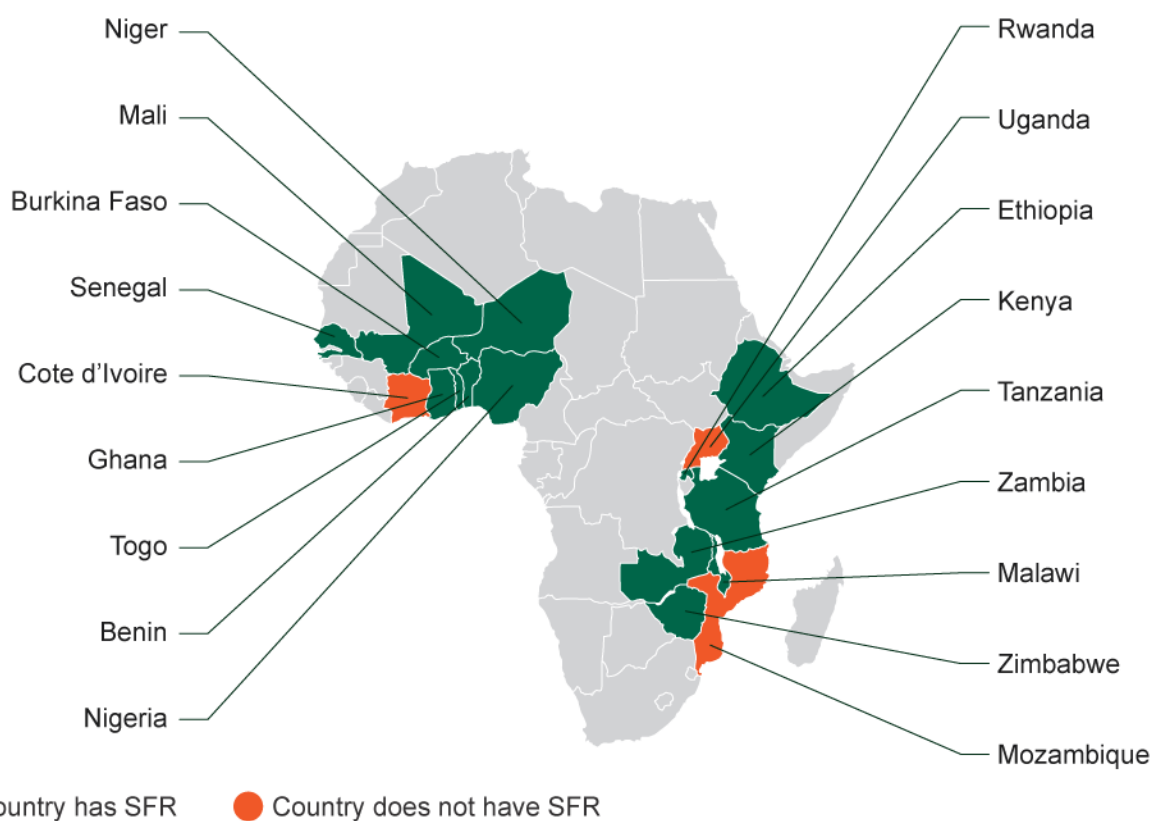 Niger
Mali
Burkina Faso
Senegal
Cote d’Ivoire
Ghana
Togo
Benin
Nigeria
Rwanda
Uganda
Ethiopia
Kenya
Tanzania
Zambia
Malawi
Zimbabwe
Mozambique
ountry has SFR
Country does not have SFR